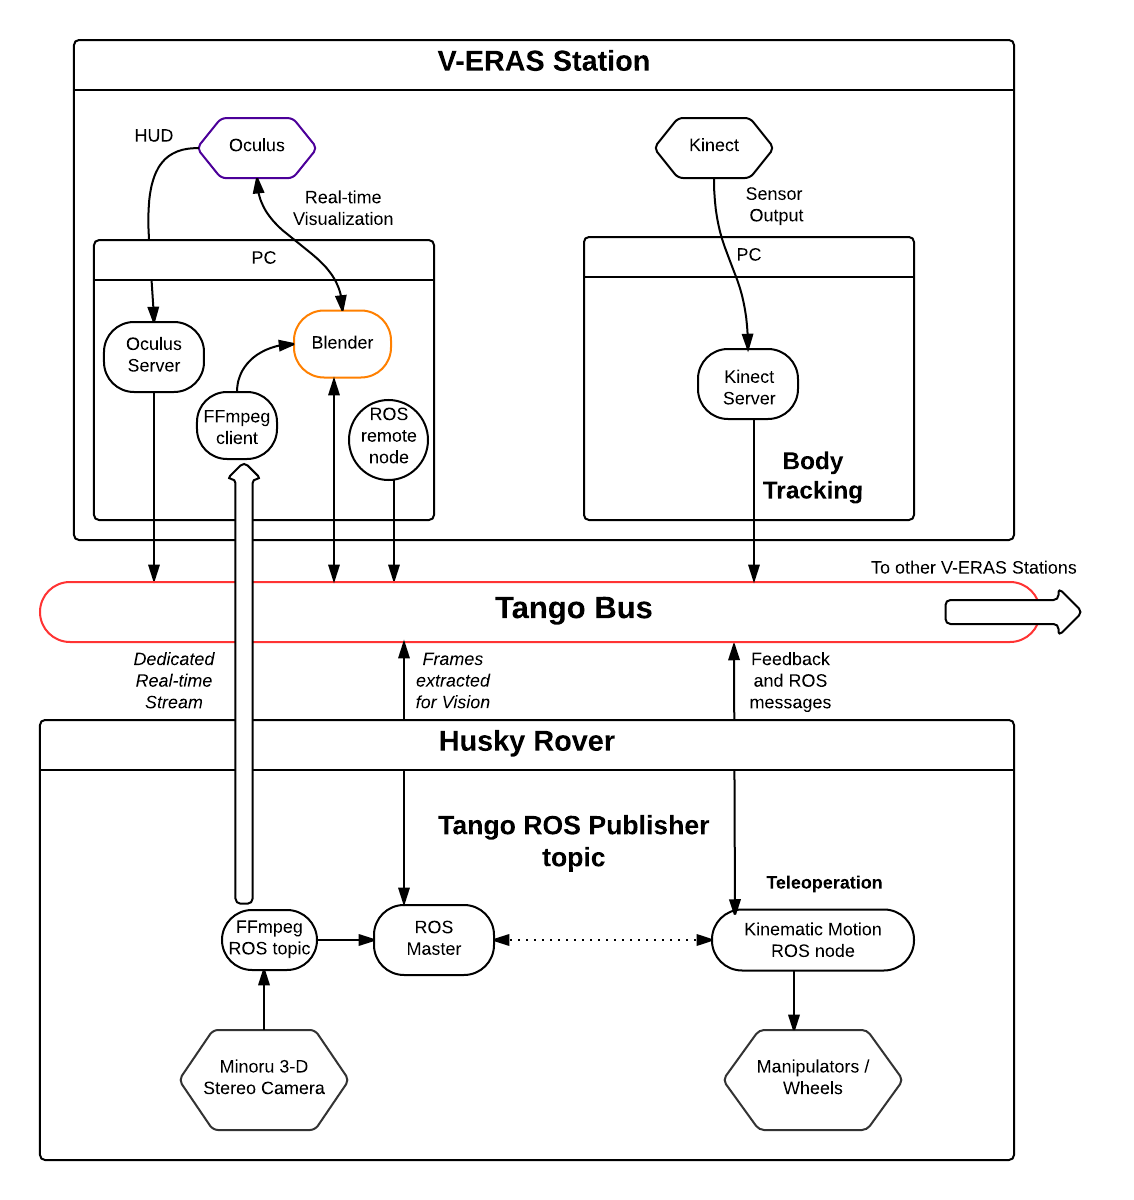 V-ERAS Station
HUD
Oculus
Kinect
Real-time
Visualization
Sensor
Output
PC
PC
Oculus
Server
Blender
FFmpeg
client
ROS
remote
node
Kinect
Server
Body
Tracking
To other V-ERAS Stations
Tango Bus
Dedicated
Real-time
Stream
Frames
extracted
for Vision
Feedback
and ROS
messages
Husky Rover
Tango ROS Publisher
topic
Teleoperation
FFmpeg
ROS topic
ROS
Master
Kinematic Motion
ROS node
Minoru 3-D
Stereo Camera
Manipulators /
Wheels